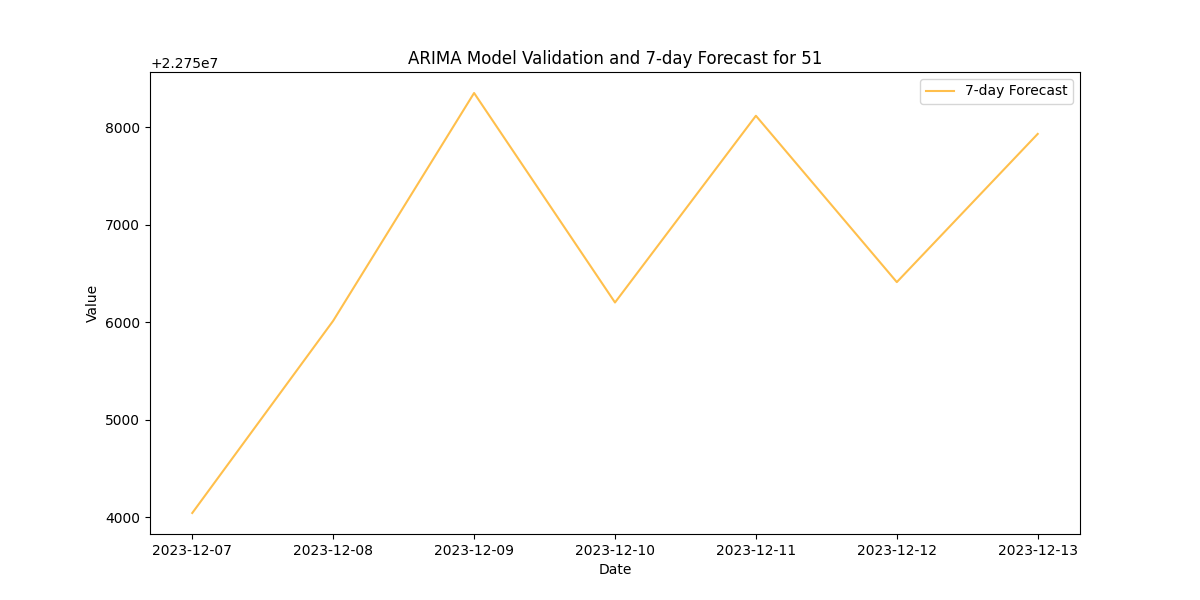 ARIMA Model Validation and 7-day Forecast for 51
+2.275e7
7-day Forecast
8000
7000
6000
5000
4000
Value
2023-12-07 2023-12-08 2023-12-09 2023-12-10 2023-12-11 2023-12-12 2023-12-13
Date